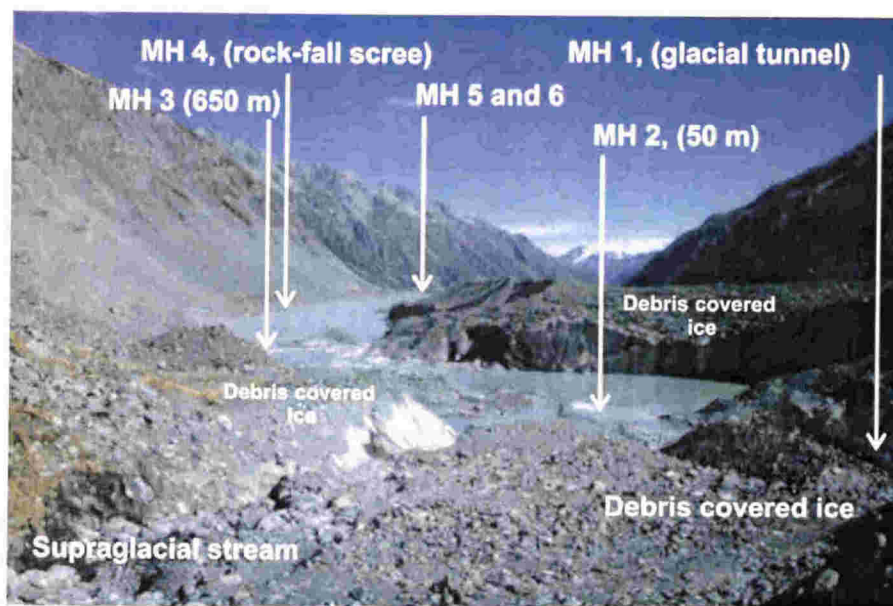 MH 4, (rock-fall scree)
MH 1, (glacial tunnel)
MH 3 (650 m)
MH 5 and 6
MH 2, (50 m)
Debris covered
ice
Debris covered
ice
Debris covered ice
Supraglacial stream